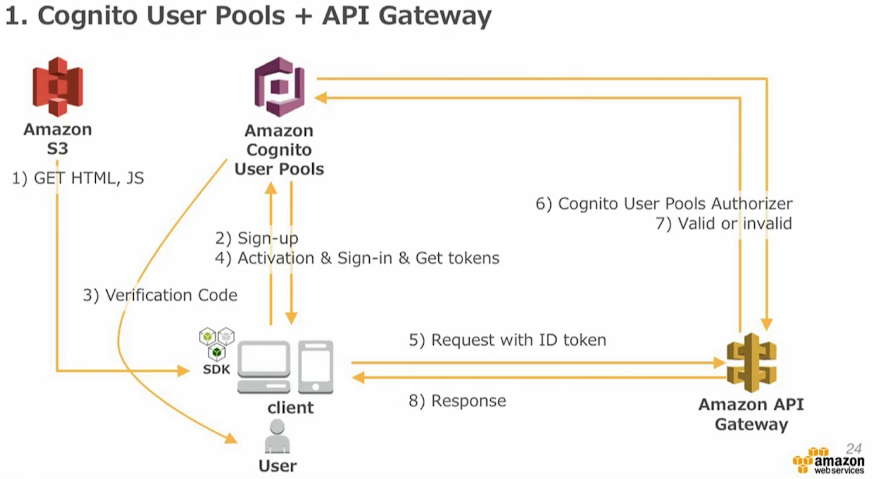 1. Cognito User Pools + API Gateway
Amazon
S3
Amazon
Cognito
User Pools
1) GET HTML, JS
6) Cognito User Pools Authorizer
7) Valid or invalid
2) Sign-up
4) Activation & Sign-in & Get tokens
3) Verification Code
5) Request with ID token
SDK
client
8) Response
Amazon API
Gateway
User
24
amazon
webservices